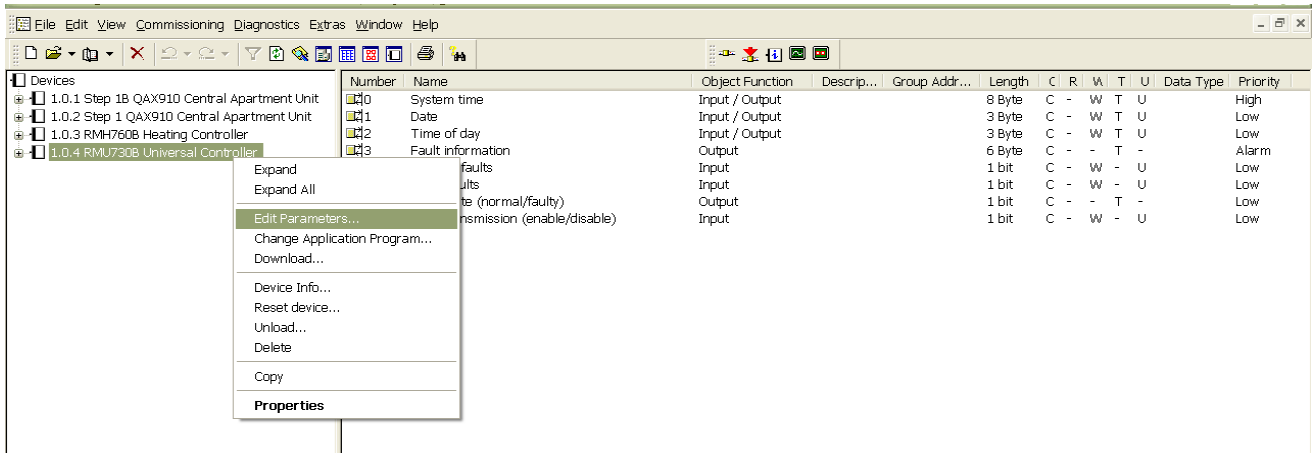 File Edit View Commissioning Diagnostics Extras Window Help
Devices
1.0.1 Step 1B QAX910 Central Apartment Unit
1.0.2 Step 1 QAX910 Central Apartment Unit
1.0.3 RMH760B Heating Controller
1.0.4 RMU730B Universal Controller
Expand
Expand All
Edit Parameters...
Change Application Program...
Download...
Device Info...
Reset device...
Unload...
Delete
Copy
Properties
Number Name Object Function Descrip... Group Addr... Length C R W T U Data Type Priority
0 System time Input / Output 8 Byte C - W T U High
1 Date Input / Output 3 Byte C - W T U Low
2 Time of day Input / Output 3 Byte C - W T U Low
3 Fault information Output 6 Byte C - - T - Alarm
faults Input 1 bit C - W - U Low
ults Input 1 bit C - W - U Low
te (normal/faulty) Output 1 bit C - - T - Low
nsmission (enable/disable) Input 1 bit C - W - U Low